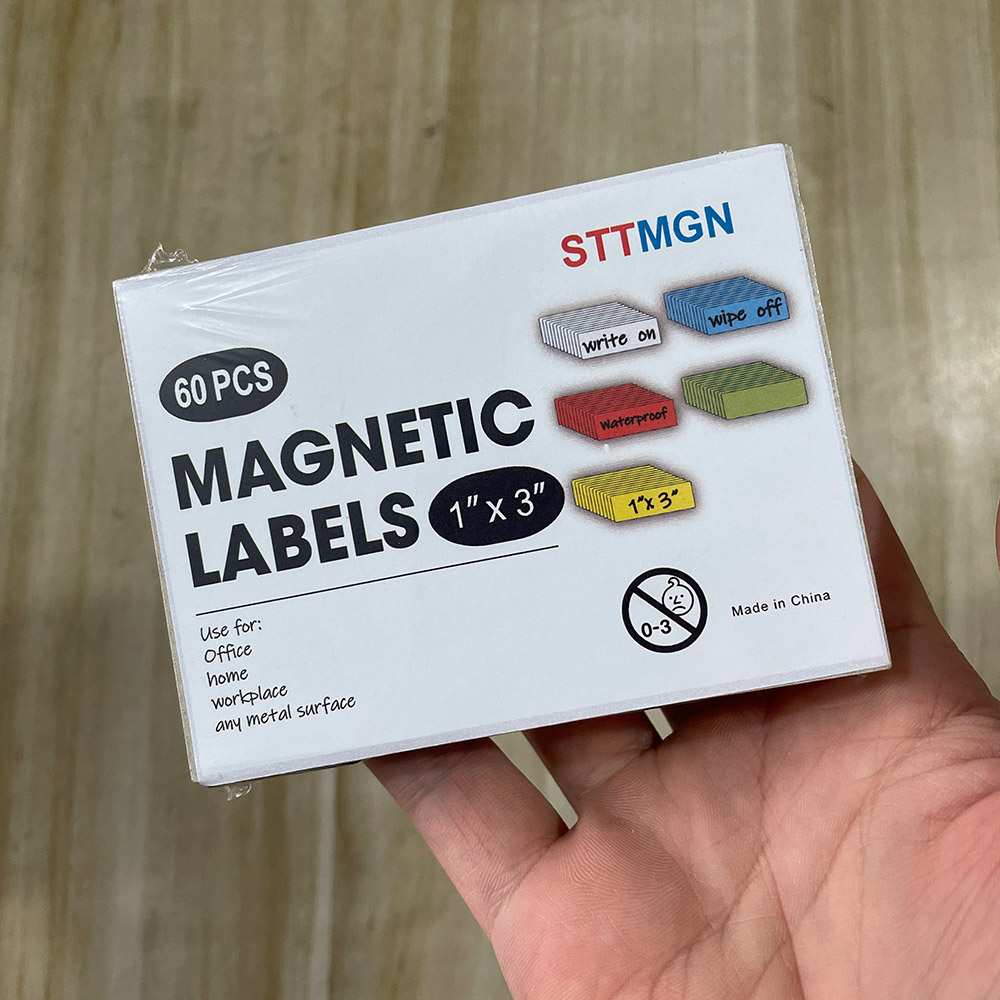 STTMGN
write on
wipe off
waterproof
1"x 3"
60 PCS
MAGNETIC
LABELS
1" x 3"
Use for:
Office
home
workplace
any metal surface
0-3
Made in China